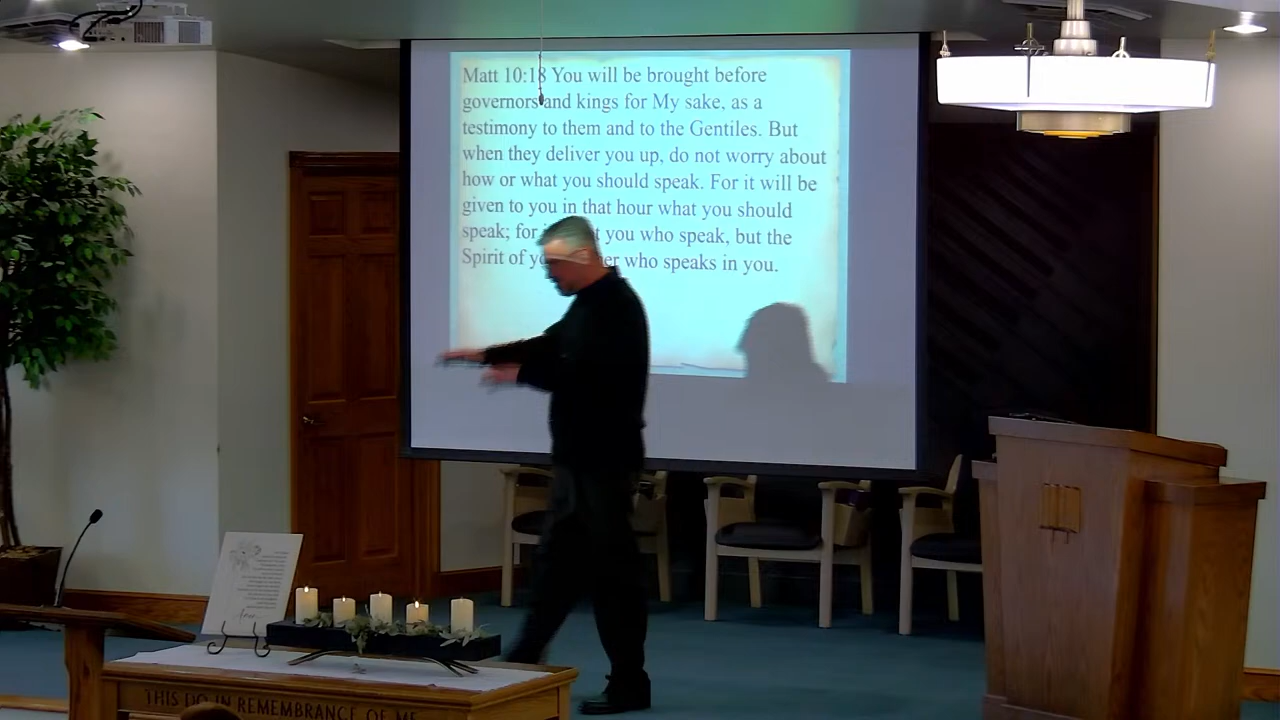 Matt 10:18 You will be brought before
governors and kings for My sake, as a
testimony to them and to the Gentiles. But
when they deliver you up, do not worry about
how or what you should speak. For it will be
given to you in that hour what you should
speak; for you who speak, but the
Spirit of who speaks in you.
THIS DO IN REMEMBRANCE OF ME